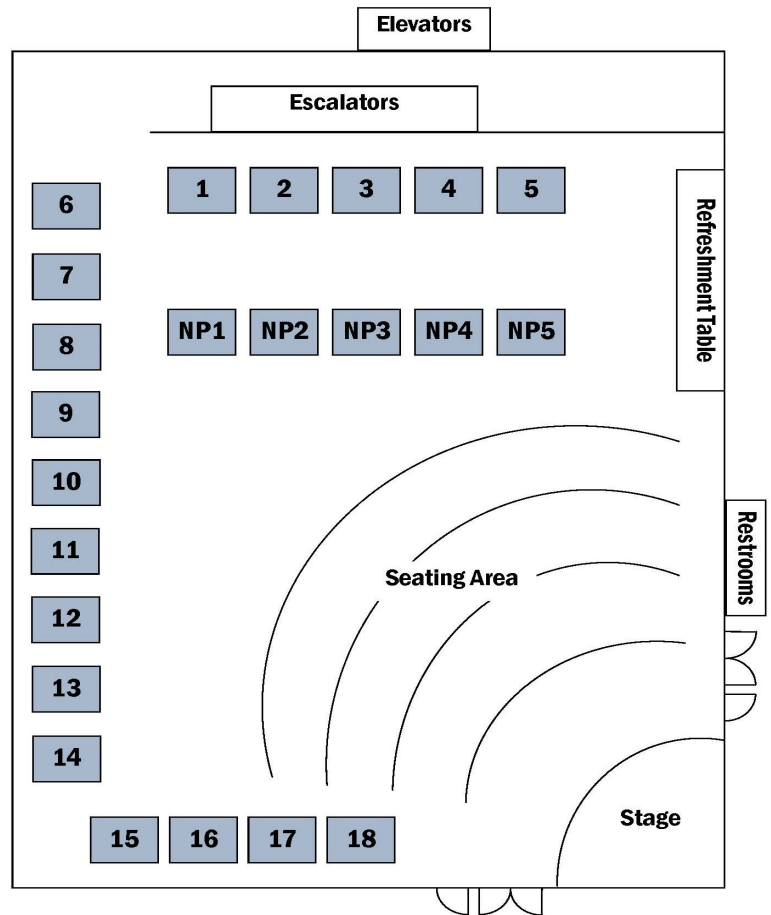 Elevators
Escalators
1 2 3 4 5
6
7
NP1 NP2 NP3 NP4 NP5
8
9
10
11
12
13
14
Refreshment Table
Seating Area
Restrooms
Stage
15 16 17 18